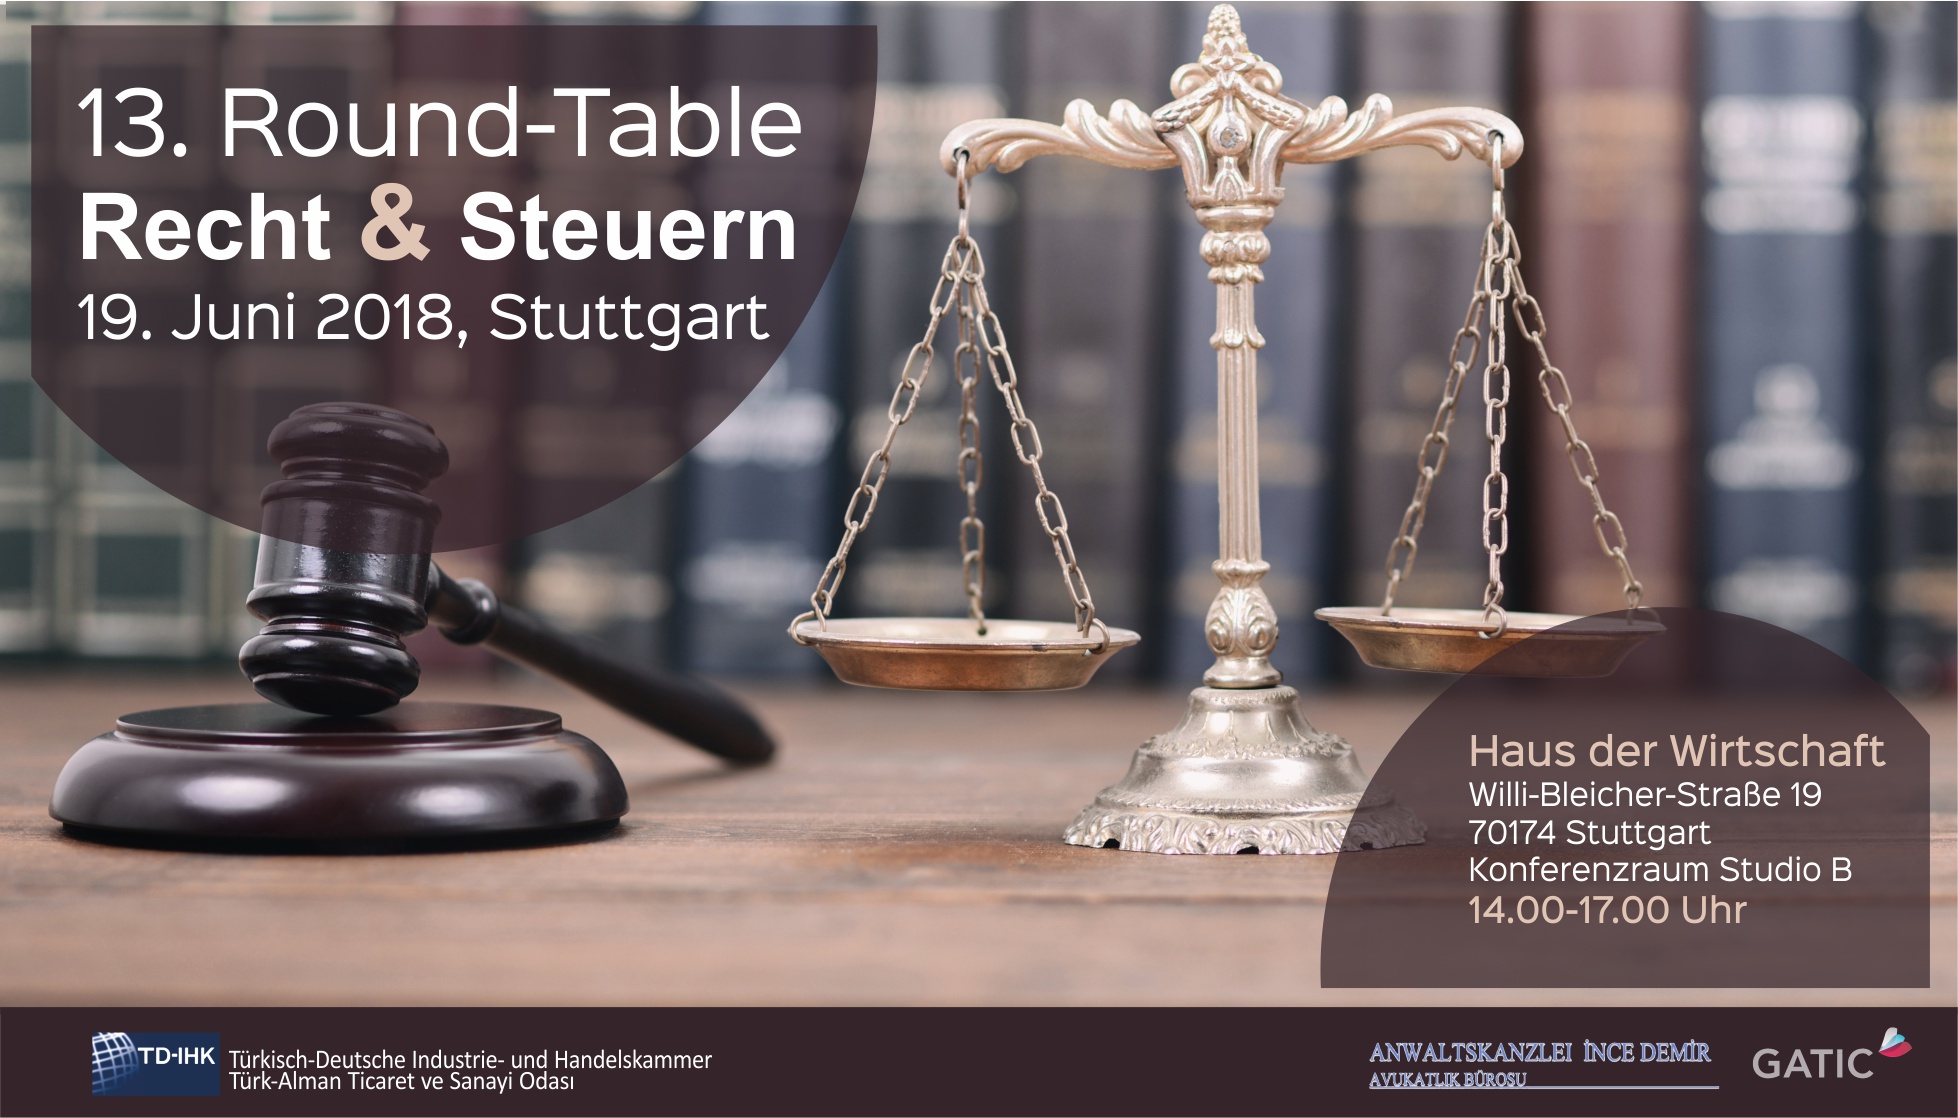 13. Round-Table
Recht & Steuern
19. Juni 2018, Stuttgart
Haus der Wirtschaft
Willi-Bleicher-Straße 19
70174 Stuttgart
Konferenzraum Studio B
14.00-17.00 Uhr
TD-IHK
Türkisch-Deutsche Industrie- und Handelskammer
Türk-Alman Ticaret ve Sanayi Odası
ANWALTSKANZLEI İNCE DEMİR
AVUKATLIK BÜROSU
GATIC